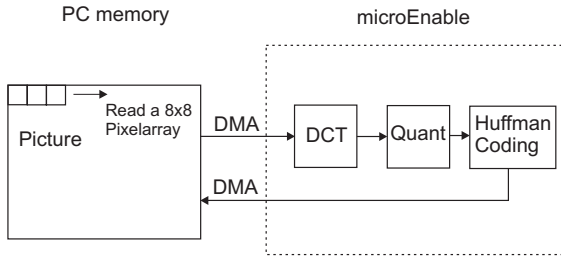 PC memory
microEnable
Read a 8x8
Pixelarray
Picture
DMA
DCT
Quant
Huffman
Coding
DMA